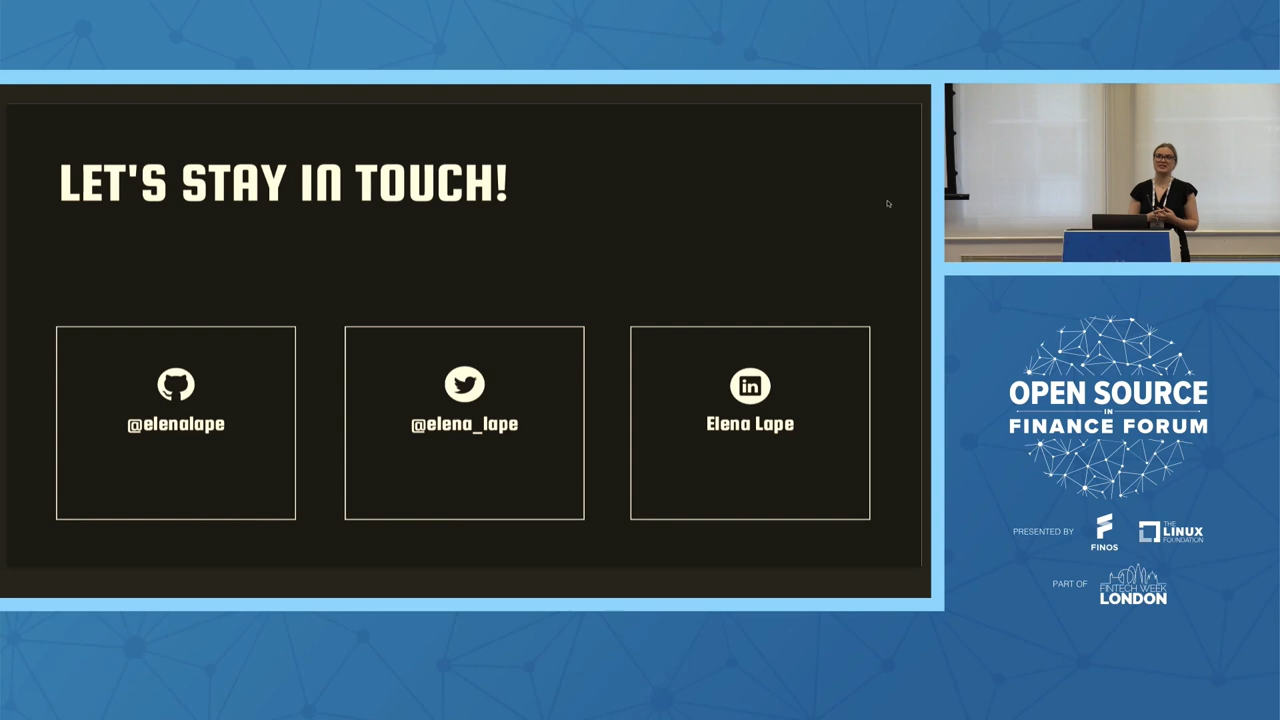 LET'S STAY IN TOUCH!
@elenalape
@elena_lape
in
Elena Lape
OPEN SOURCE
IN
FINANCE FORUM
PRESENTED BY
FINOS
THE
LINUX
FOUNDATION
PART OF
FINTECH WEEK
LONDON